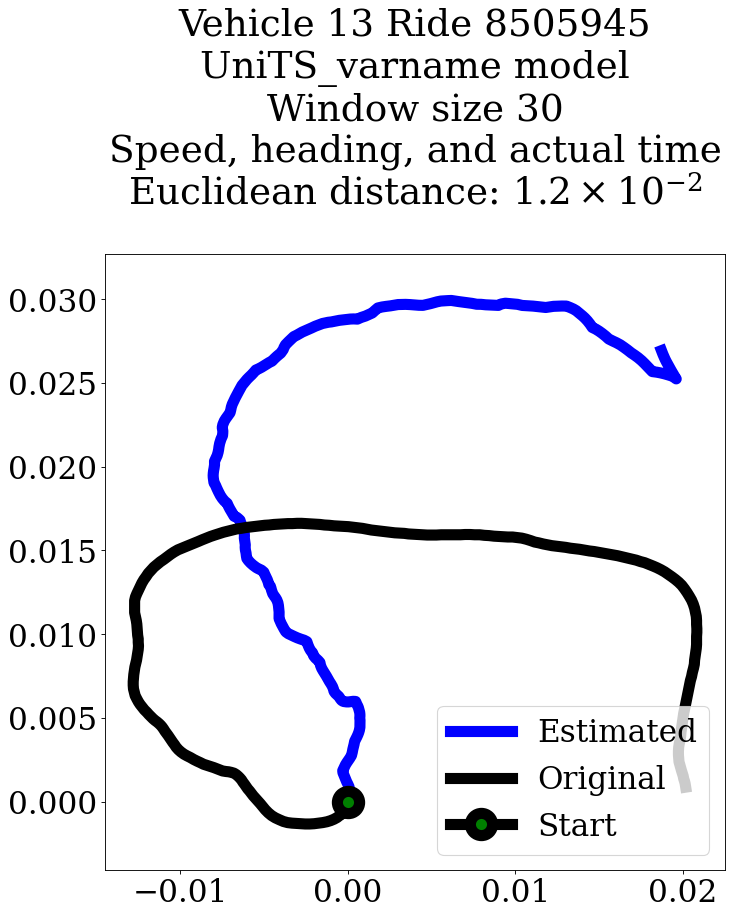 Vehicle 13 Ride 8505945
UniTS_varname model
Window size 30
Speed, heading, and actual time
Euclidean distance: 1.2 × 10⁻²
0.030
0.025
0.020
0.015
0.010
0.005
0.000
−0.01
0.00
0.01
0.02
Estimated
Original
Start